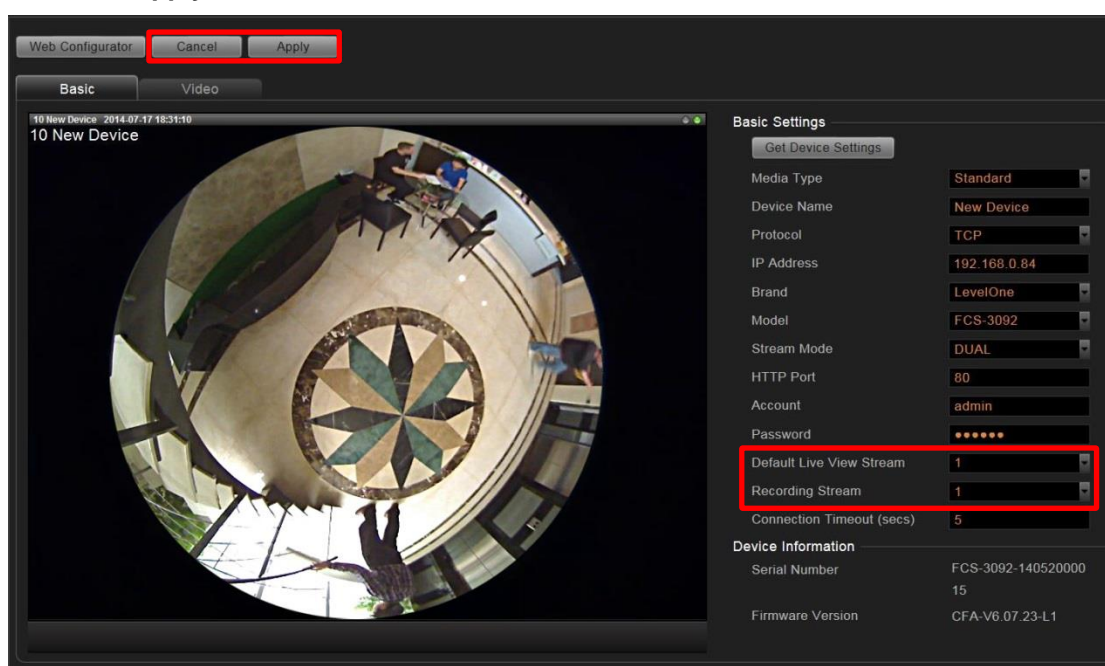 Web Configurator Cancel Apply
Basic Video
10 New Device 2014-07-17 18:31:10
10 New Device
Basic Settings
Get Device Settings
Media Type Standard
Device Name New Device
Protocol TCP
IP Address 192.168.0.84
Brand LevelOne
Model FCS-3092
Stream Mode DUAL
HTTP Port 80
Account admin
Password ••••••
Default Live View Stream 1
Recording Stream 1
Connection Timeout (secs) 5
Device Information
Serial Number FCS-3092-140520000
15
Firmware Version CFA-V6.07.23-L1